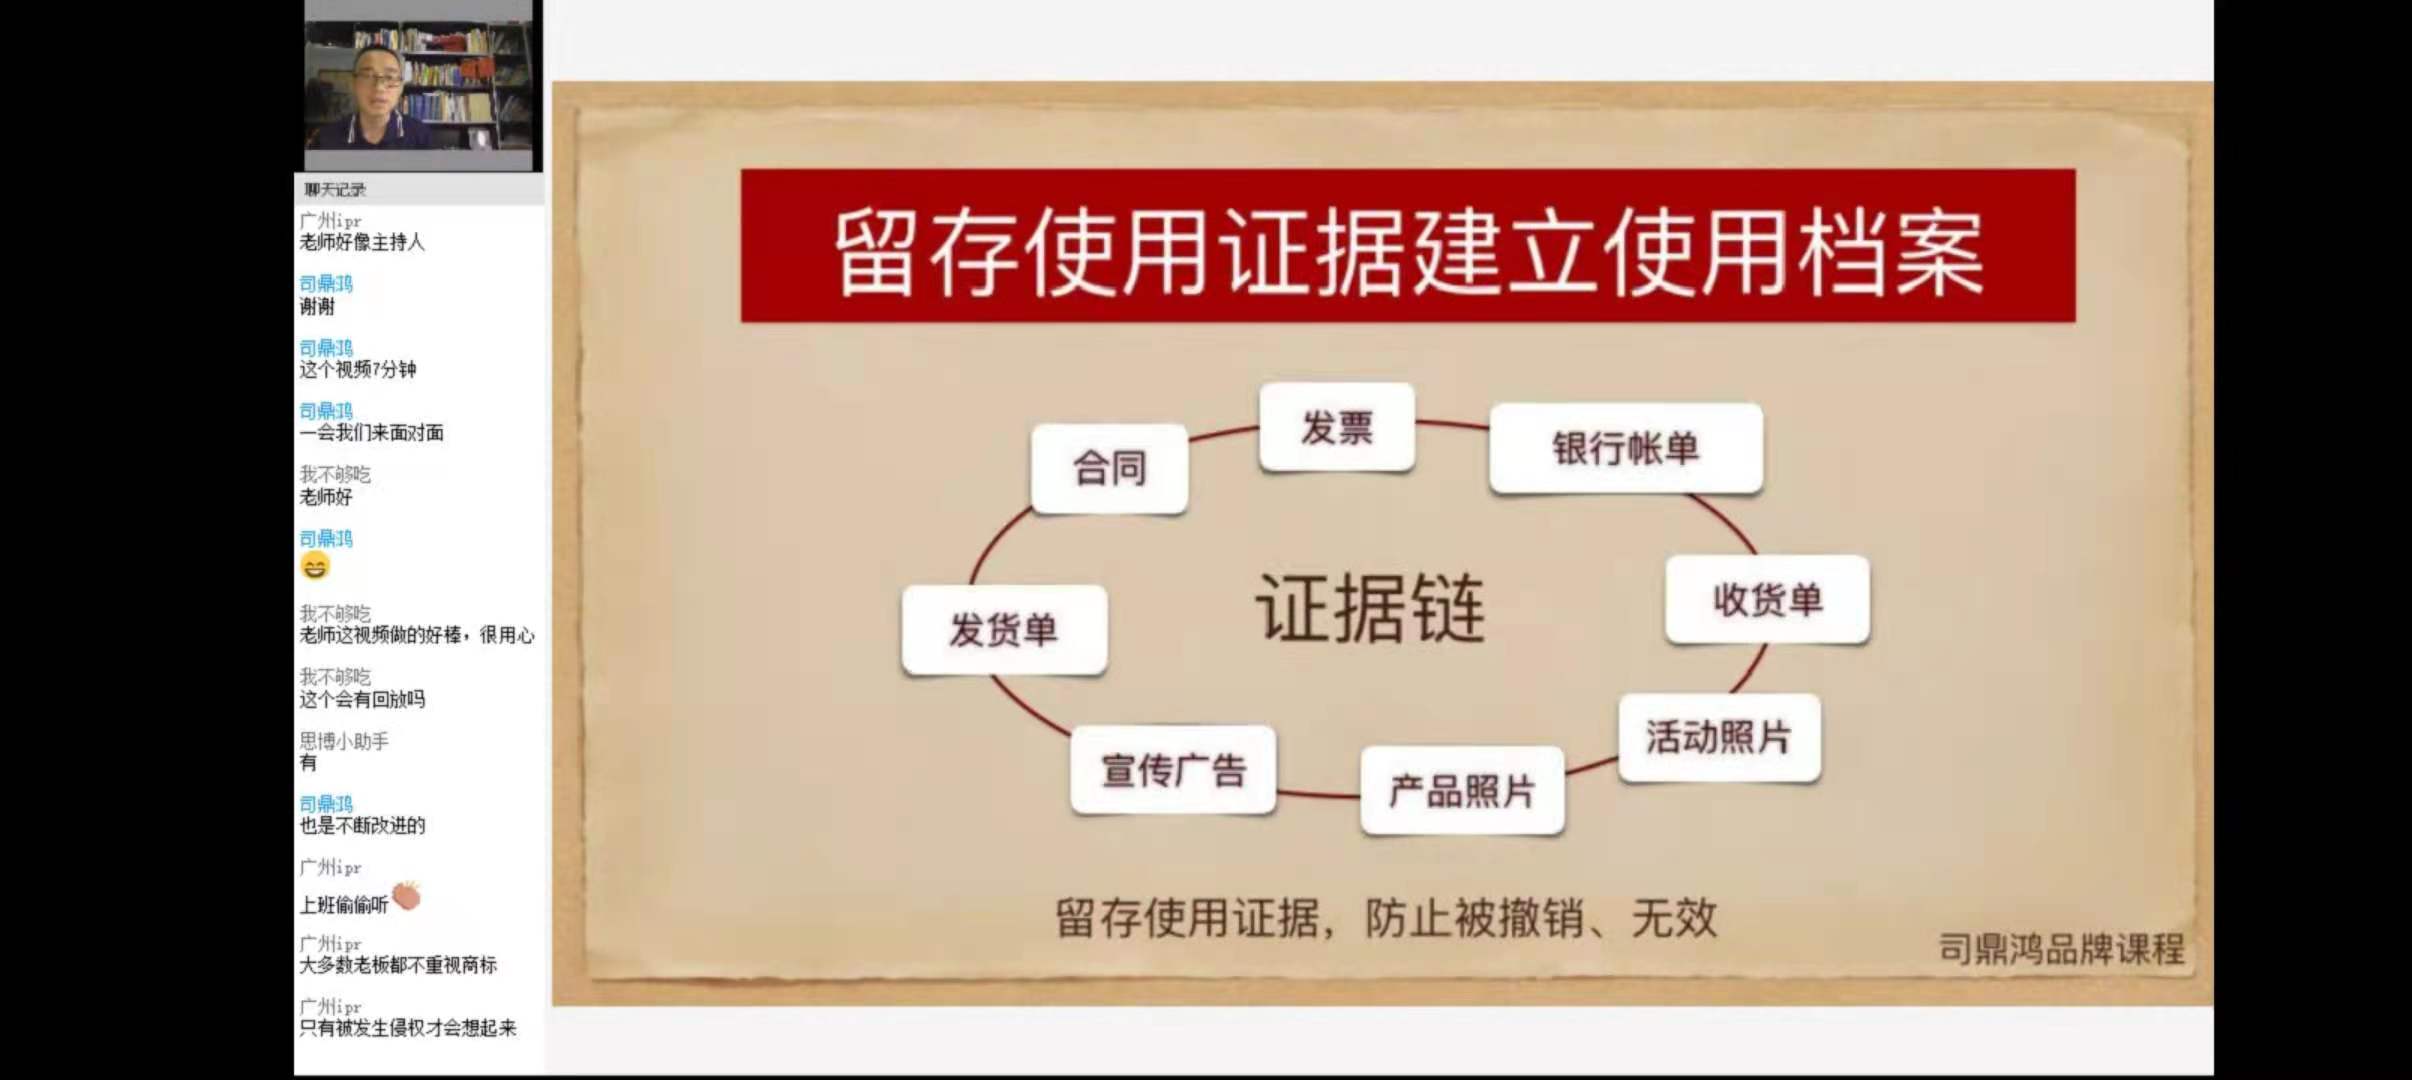 聊天记录
广州ipr
老师好像主持人
司鼎鸿
谢谢
司鼎鸿
这个视频7分钟
司鼎鸿
一会我们来面对面
我不够吃
老师好
司鼎鸿
😄
我不够吃
老师这视频做的好棒，很用心
我不够吃
这个会有回放吗
思博小助手
有
司鼎鸿
也是不断改进的
广州ipr
上班偷偷听👏
广州ipr
大多数老板都不重视商标
广州ipr
只有被发生侵权才会想起来
留存使用证据建立使用档案
发票
合同
银行帐单
证据链
收货单
发货单
活动照片
宣传广告
产品照片
留存使用证据，防止被撤销、无效
司鼎鸿品牌课程